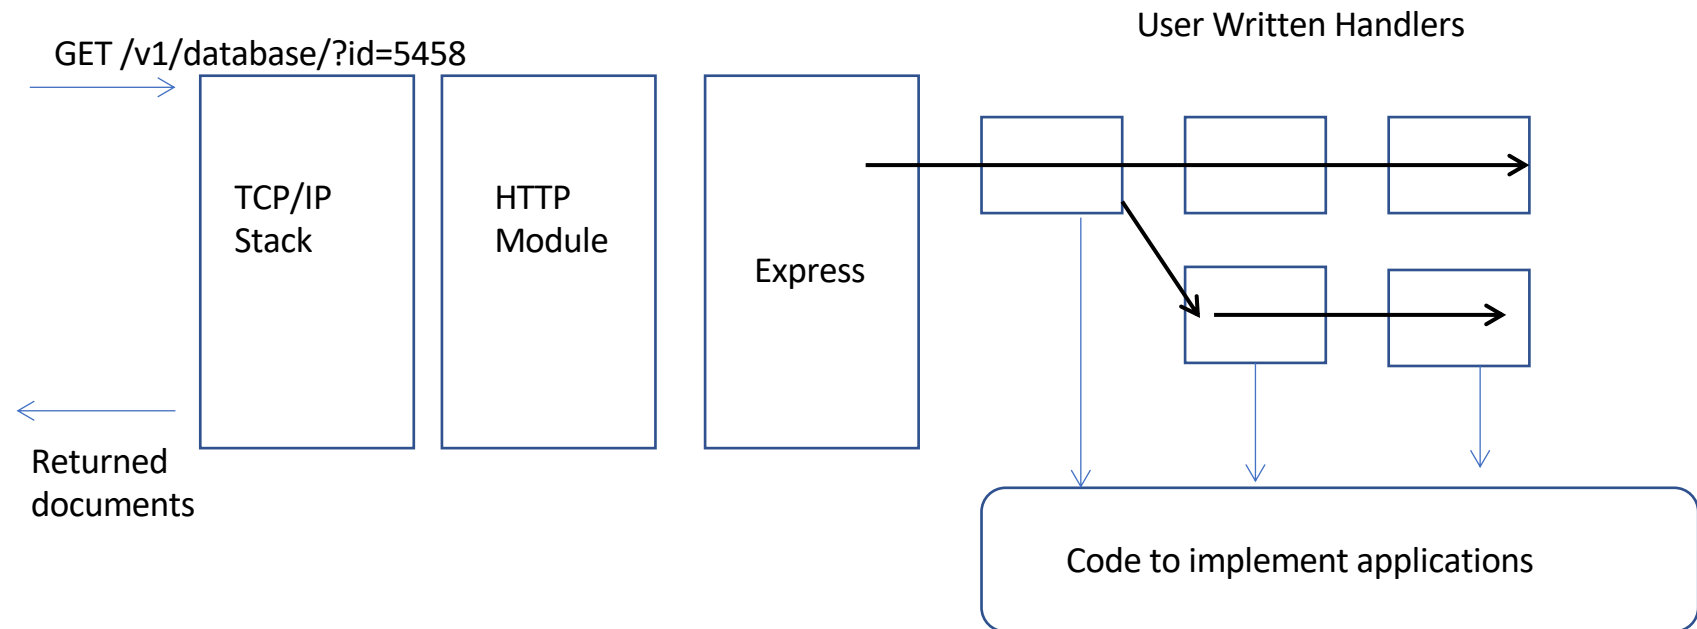 User Written Handlers
GET /v1/database/?id=5458
TCP/IP
Stack
HTTP
Module
Express
Returned
documents
Code to implement applications